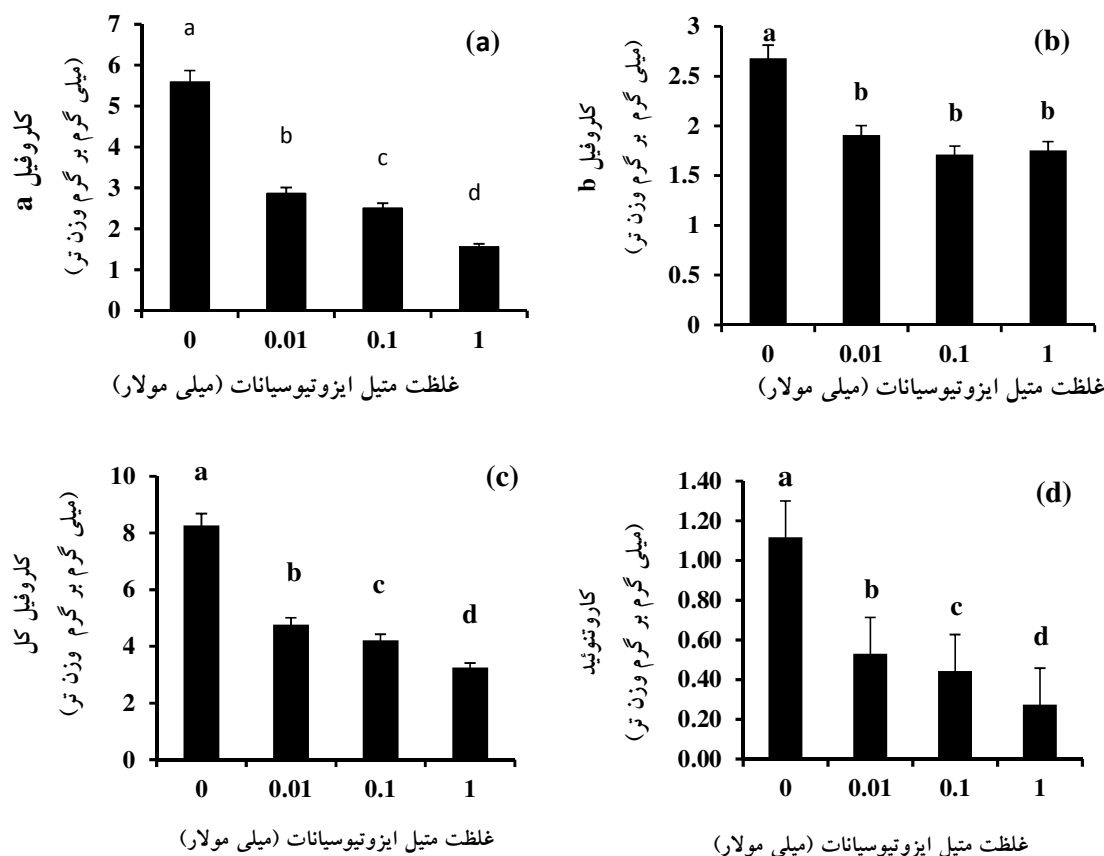 (a)
کلروفیل a
(میلی گرم بر گرم وزن تر)
7
6
5
4
3
2
1
0
a
b
c
d
0 0.01 0.1 1
غلظت متیل ایزوتیوسیانات (میلی مولار)
(b)
کلروفیل b
(میلی گرم بر گرم وزن تر)
3
2.5
2
1.5
1
0.5
0
a
b
b
b
0 0.01 0.1 1
غلظت متیل ایزوتیوسیانات (میلی مولار)
(c)
کلروفیل کل
(میلی گرم بر گرم وزن تر)
10
8
6
4
2
0
a
b
c
d
0 0.01 0.1 1
غلظت متیل ایزوتیوسیانات (میلی مولار)
(d)
کاروتنوئید
(میلی گرم بر گرم وزن تر)
1.40
1.20
1.00
0.80
0.60
0.40
0.20
0.00
a
b
c
d
0 0.01 0.1 1
غلظت متیل ایزوتیوسیانات (میلی مولار)